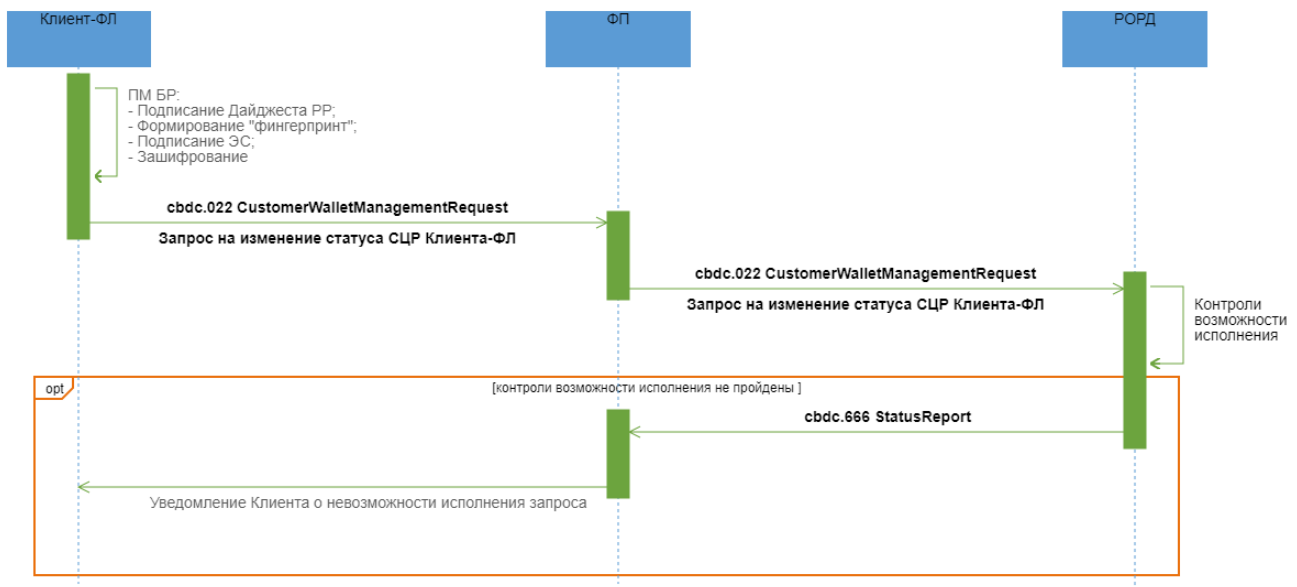 Клиент-ФЛ
ФП
РОРД
ПМ БР:
- Подписание Дайджеста РР;
- Формирование "фингерпринт";
- Подписание ЭС;
- Зашифрование
cbdc.022 CustomerWalletManagementRequest
Запрос на изменение статуса СЦР Клиента-ФЛ
cbdc.022 CustomerWalletManagementRequest
Запрос на изменение статуса СЦР Клиента-ФЛ
Контроли
возможности
исполнения
opt
[контроли возможности исполнения не пройдены ]
cbdc.666 StatusReport
Уведомление Клиента о невозможности исполнения запроса